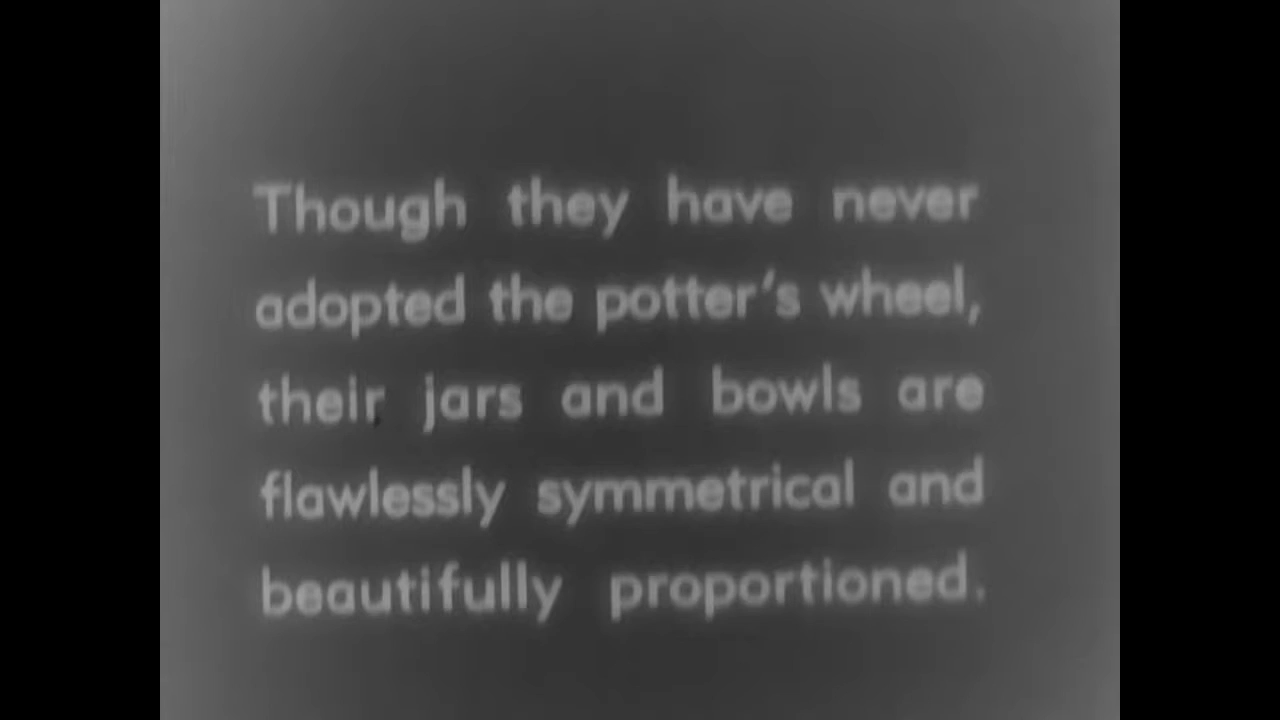 Though they have never
adopted the potter's wheel,
their jars and bowls are
flawlessly symmetrical and
beautifully proportioned.